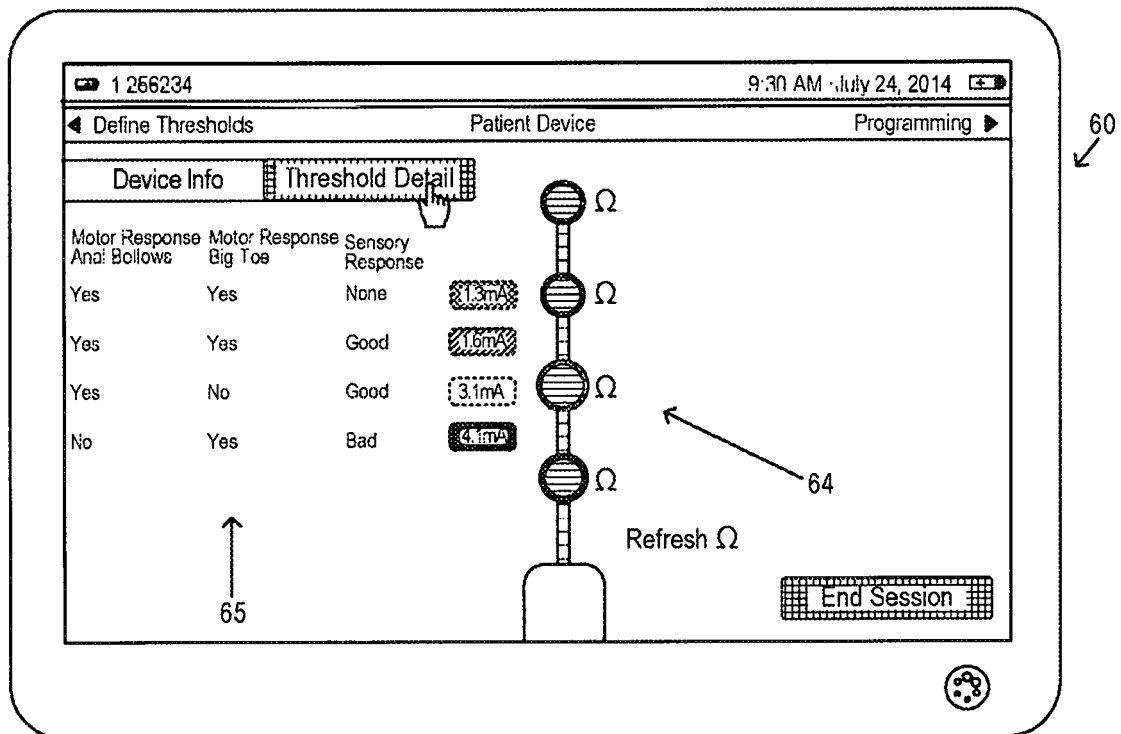 1 256234 9:30 AM July 24, 2014
Define Thresholds Patient Device Programming
60
Device Info Threshold Detail
Ω
Motor Response Motor Response Sensory
Anal Bollows Big Toe Response
Yes Yes None 1.3mA Ω
Yes Yes Good 1.6mA
Yes No Good 3.1mA Ω
No Yes Bad 4.1mA
Ω
64
Refresh Ω
65
End Session